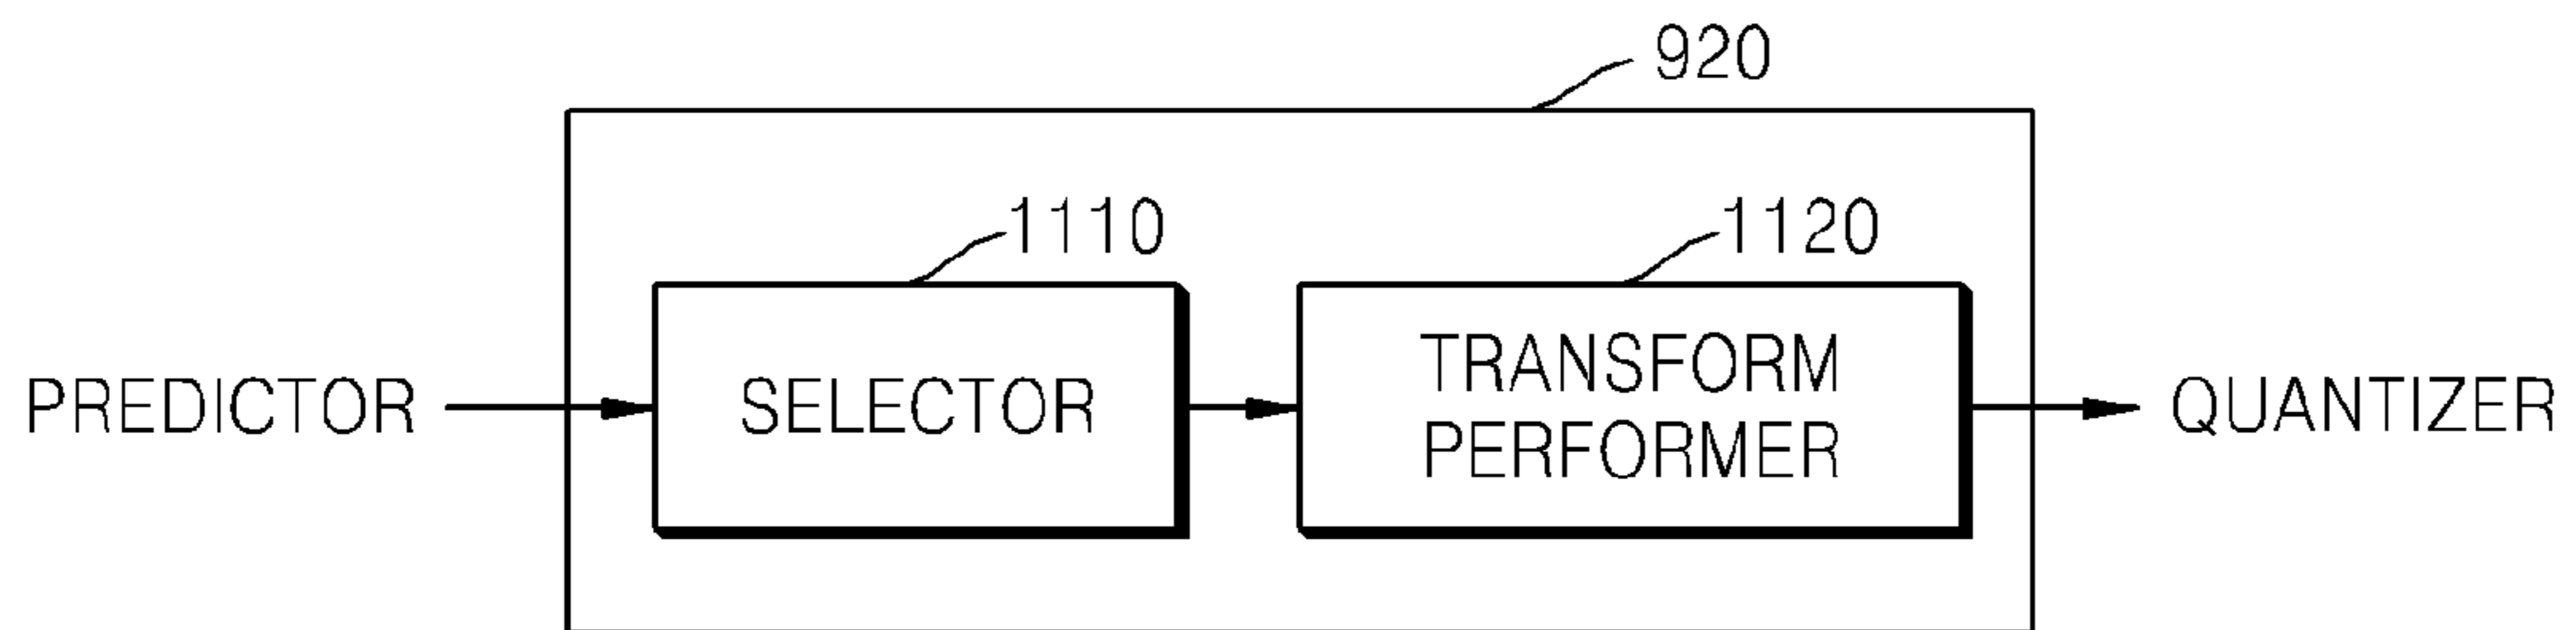 920
1110
1120
PREDICTOR
SELECTOR
TRANSFORM
PERFORMER
QUANTIZER